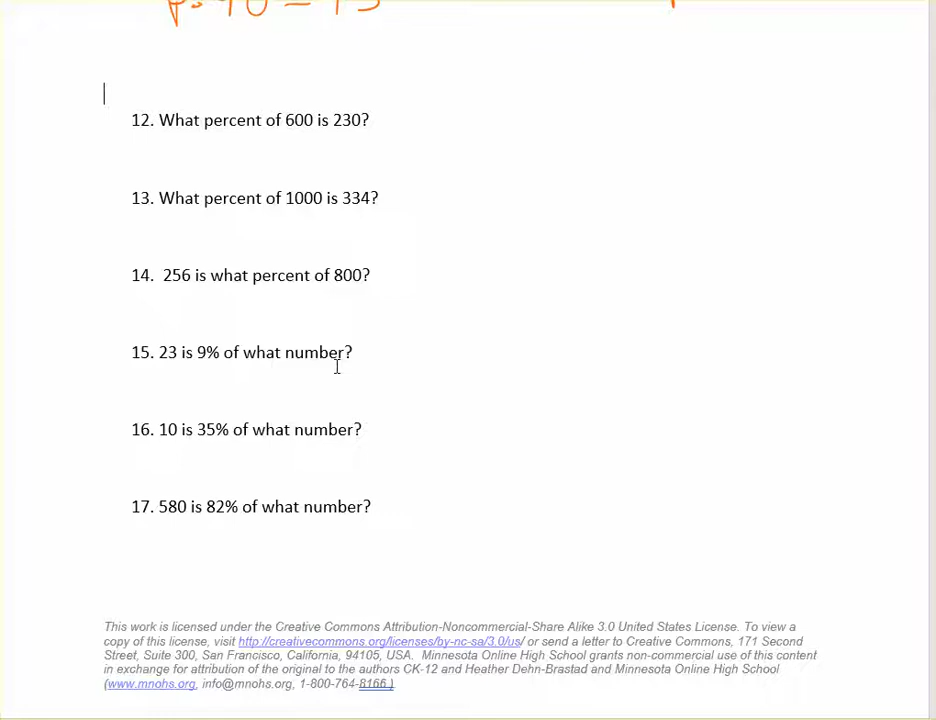 12. What percent of 600 is 230?
13. What percent of 1000 is 334?
14. 256 is what percent of 800?
15. 23 is 9% of what number?
16. 10 is 35% of what number?
17. 580 is 82% of what number?
This work is licensed under the Creative Commons Attribution-Noncommercial-Share Alike 3.0 United States License. To view a
copy of this license, visit http://creativecommons.org/licenses/by-nc-sa/3.0/us/ or send a letter to Creative Commons, 171 Second
Street, Suite 300, San Francisco, California, 94105, USA. Minnesota Online High School grants non-commercial use of this content
in exchange for attribution of the original to the authors CK-12 and Heather Dehn-Brastad and Minnesota Online High School
(www.mnohs.org, info@mnohs.org, 1-800-764-8166.)